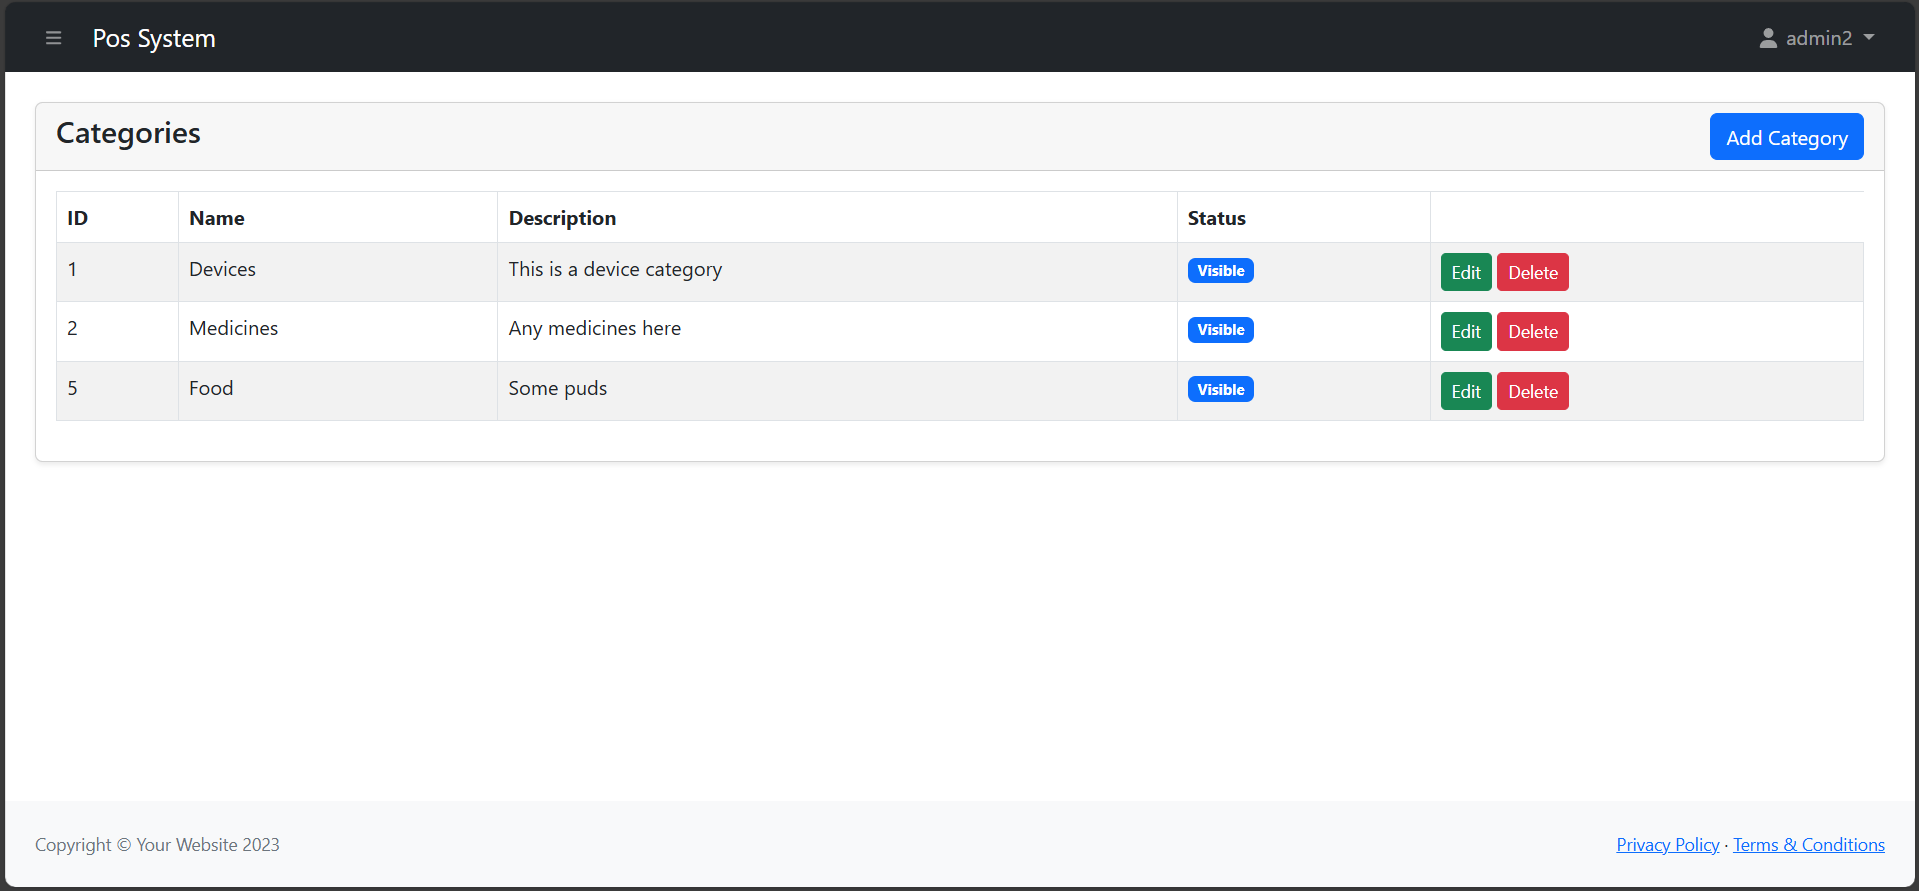 Pos System
admin2
Categories
Add Category
ID Name Description Status
1 Devices This is a device category Visible Edit Delete
2 Medicines Any medicines here Visible Edit Delete
5 Food Some puds Visible Edit Delete
Copyright © Your Website 2023
Privacy Policy · Terms & Conditions